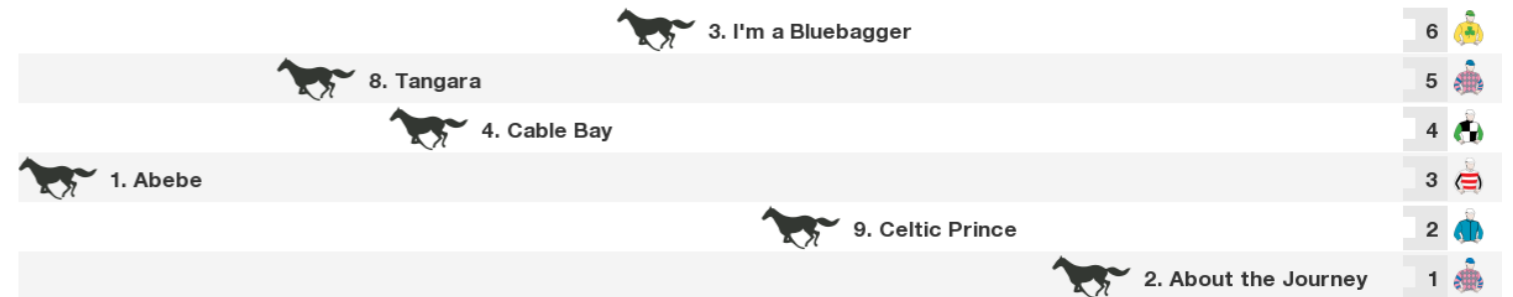 3. I'm a Bluebagger 6
8. Tangara 5
4. Cable Bay 4
1. Abebe 3
9. Celtic Prince 2
2. About the Journey 1